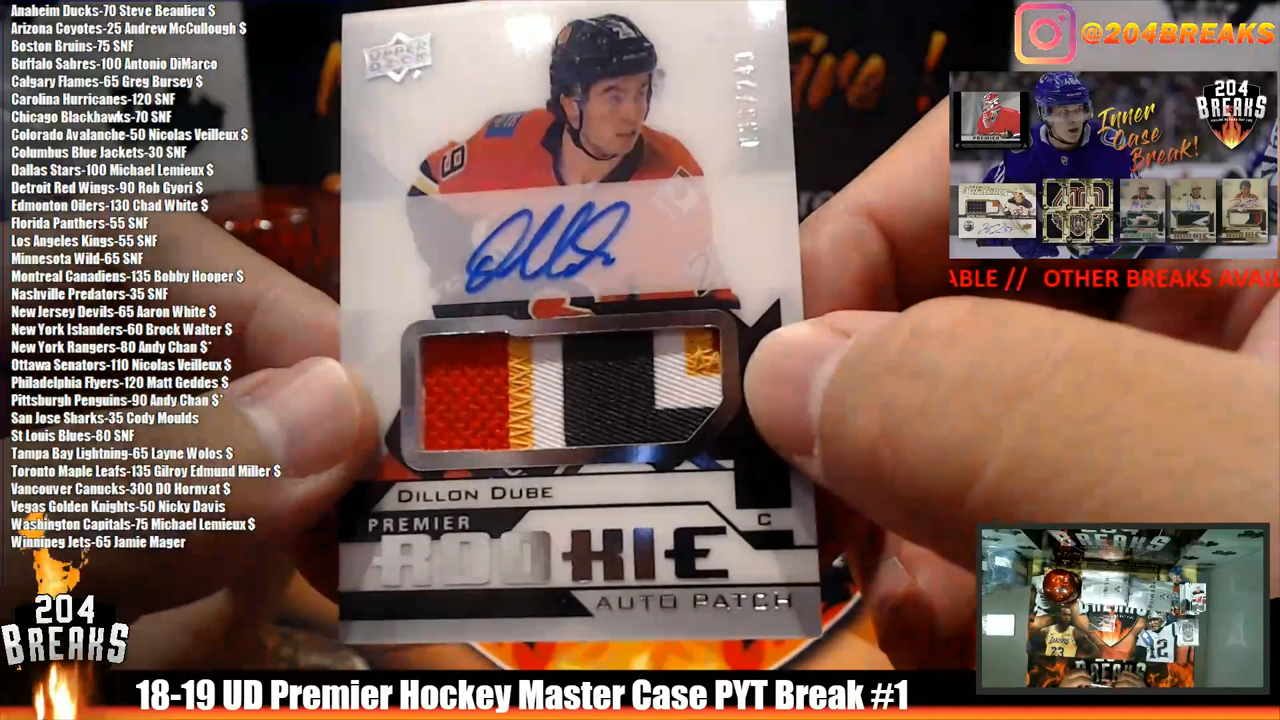 Anaheim Ducks-70 Steve Beaulieu $
Arizona Coyotes-25 Andrew McCullough $
Boston Bruins-75 SNF
Buffalo Sabres-100 Antonio DiMarco
Calgary Flames-65 Greg Bursey $
Carolina Hurricanes-120 SNF
Chicago Blackhawks-70 SNF
Colorado Avalanche-50 Nicolas Veilleux $
Columbus Blue Jackets-30 SNF
Dallas Stars-100 Michael Lemieux $
Detroit Red Wings-90 Rob Gyori $
Edmonton Oilers-130 Chad White $
Florida Panthers-55 SNF
Los Angeles Kings-55 SNF
Minnesota Wild-65 SNF
Montreal Canadiens-135 Bobby Hooper $
Nashville Predators-35 SNF
New Jersey Devils-65 Aaron White $
New York Islanders-60 Brock Walter $
New York Rangers-80 Andy Chan $*
Ottawa Senators-110 Nicolas Veilleux $
Philadelphia Flyers-120 Matt Geddes $
Pittsburgh Penguins-90 Andy Chan $*
San Jose Sharks-35 Cody Moulds
St Louis Blues-80 SNF
Tampa Bay Lightning-65 Layne Wolos $
Toronto Maple Leafs-135 Gilroy Edmund Miller $
Vancouver Canucks-300 DO Horvat $
Vegas Golden Knights-50 Nicky Davis
Washington Capitals-75 Michael Lemieux $
Winnipeg Jets-65 Jamie Mager
204
BREAKS
UPPER
DECK
DILLON DUBE
C
PREMIER
ROOKIE
AUTO PATCH
@204BREAKS
204
BREAKS
Inner
Case
Break!
PREMIER
ABLE // OTHER BREAKS AVAI
BREAKS
LAKERS
23
12
18-19 UD Premier Hockey Master Case PYT Break #1